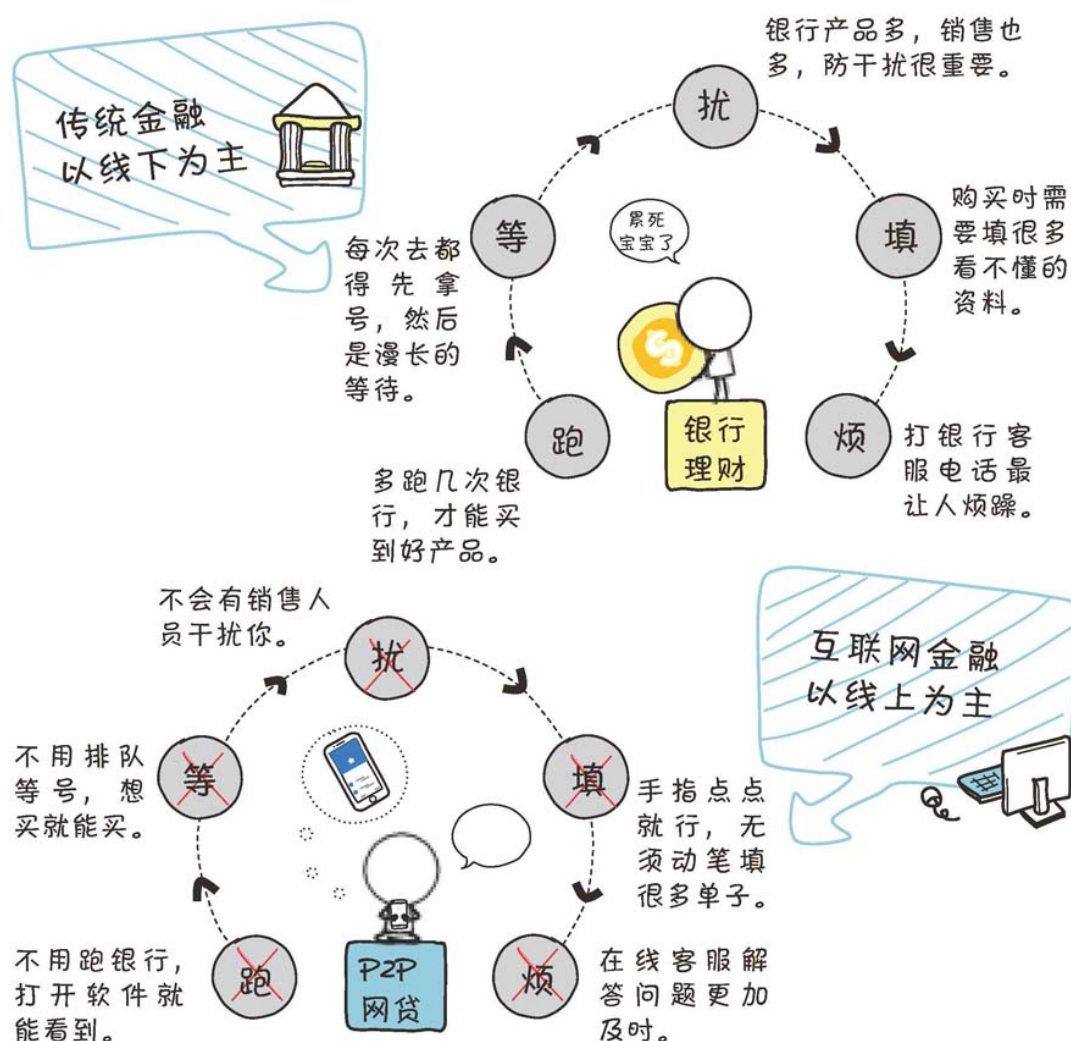 传统金融
以线下为主
银行产品多，销售也
多，防干扰很重要。
扰
等
每次去都
得先拿
号，然后
是漫长的
等待。
累死
宝宝了
填
购买时需
要填很多
看不懂的
资料。
跑
多跑几次银
行，才能买
到好产品。
银行
理财
烦
打银行客
服电话最
让人烦躁。
互联网金融
以线上为主
不会有销售人
员干扰你。
扰
等
不用排队
等号，想
买就能买。
填
手指点点
就行，无
须动笔填
很多单子。
跑
不用跑银行，
打开软件就
能看到。
P2P
网贷
烦
在线客服解
答问题更加
及时。